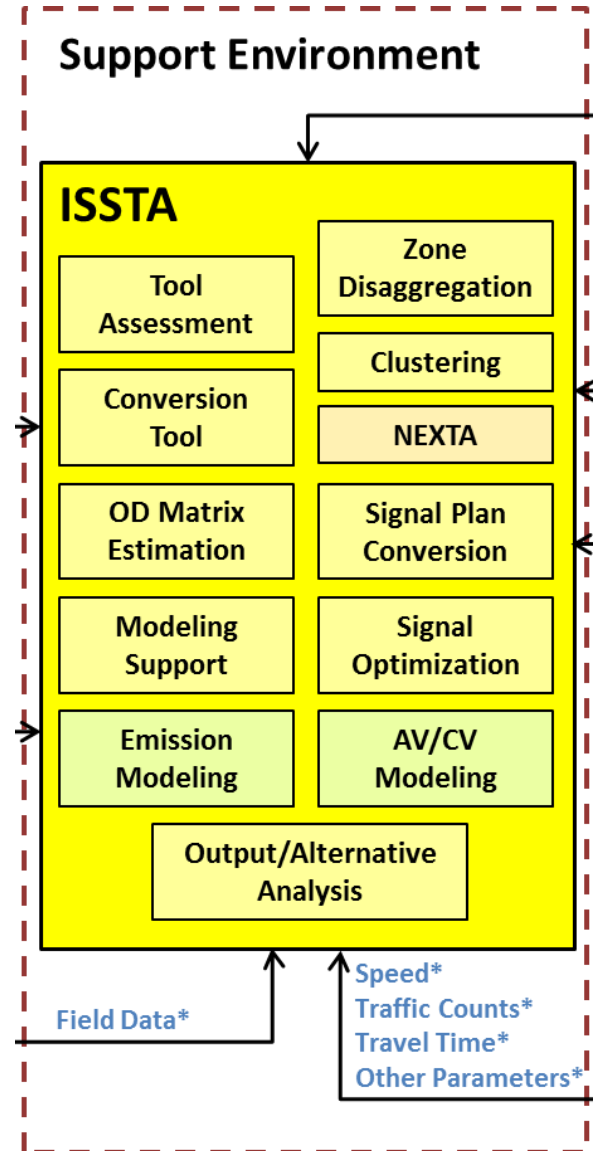 Support Environment
ISSTA
Tool
Assessment
Conversion
Tool
OD Matrix
Estimation
Modeling
Support
Emission
Modeling
Zone
Disaggregation
Clustering
NEXTA
Signal Plan
Conversion
Signal
Optimization
AV/CV
Modeling
Output/Alternative
Analysis
Field Data*
Speed*
Traffic Counts*
Travel Time*
Other Parameters*